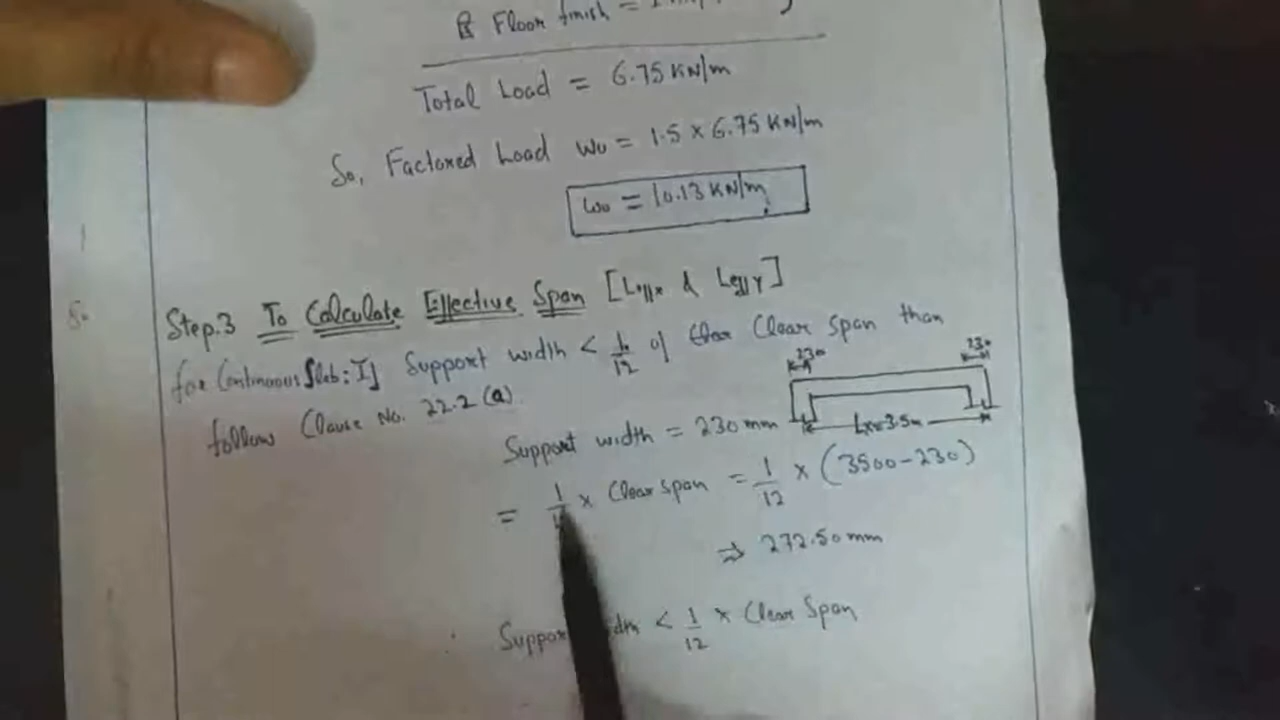 Floor finish = 1
Total Load = 6.75 KN/m
So, Factored Load Wu = 1.5 × 6.75 KN/m
Wu = 10.13 KN/m
Step.3 To Calculate Effective Span [Leffx & LeffY]
for Continuous Slab: If Support width < 1/12 of Clear Span than
follow Clause No. 22.2 (a)
230
230
Lx=3.5m
Support width = 230 mm
= 1/12 × Clear Span = 1/12 × (3500-230)
⇒ 272.50 mm
Support width < 1/12 × Clear Span